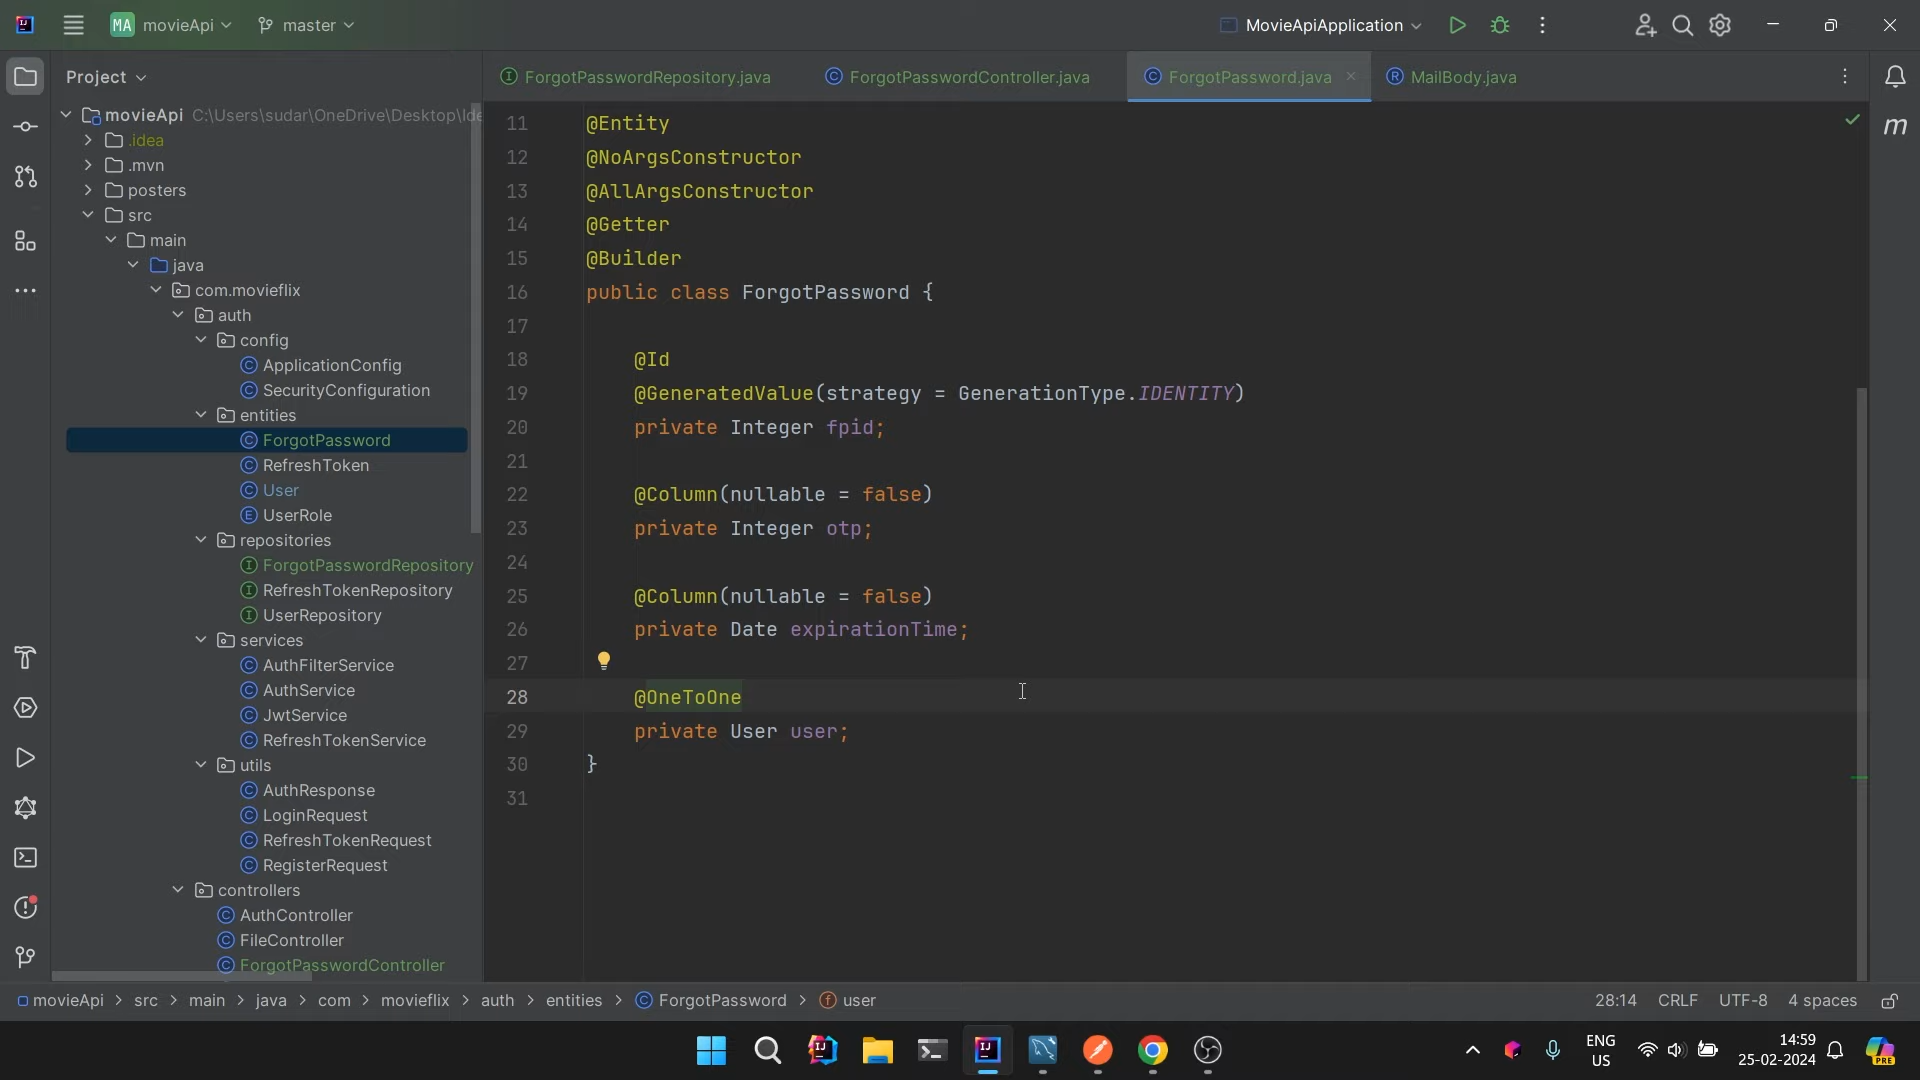 MA movieApi
master
MovieApiApplication
Project
ForgotPasswordRepository.java
ForgotPasswordController.java
ForgotPassword.java
MailBody.java
movieApi C:\Users\sudar\OneDrive\Desktop\Ide
.idea
.mvn
posters
src
main
java
com.movieflix
auth
config
ApplicationConfig
SecurityConfiguration
entities
ForgotPassword
RefreshToken
User
UserRole
repositories
ForgotPasswordRepository
RefreshTokenRepository
UserRepository
services
AuthFilterService
AuthService
JwtService
RefreshTokenService
utils
AuthResponse
LoginRequest
RefreshTokenRequest
RegisterRequest
controllers
AuthController
FileController
ForgotPasswordController
11 @Entity
12 @NoArgsConstructor
13 @AllArgsConstructor
14 @Getter
15 @Builder
16 public class ForgotPassword {
17
18 @Id
19 @GeneratedValue(strategy = GenerationType.IDENTITY)
20 private Integer fpid;
21
22 @Column(nullable = false)
23 private Integer otp;
24
25 @Column(nullable = false)
26 private Date expirationTime;
27
28 @OneToOne
29 private User user;
30 }
31
m
movieApi > src > main > java > com > movieflix > auth > entities > ForgotPassword > user
28:14 CRLF UTF-8 4 spaces
ENG
US
14:59
25-02-2024
PRE